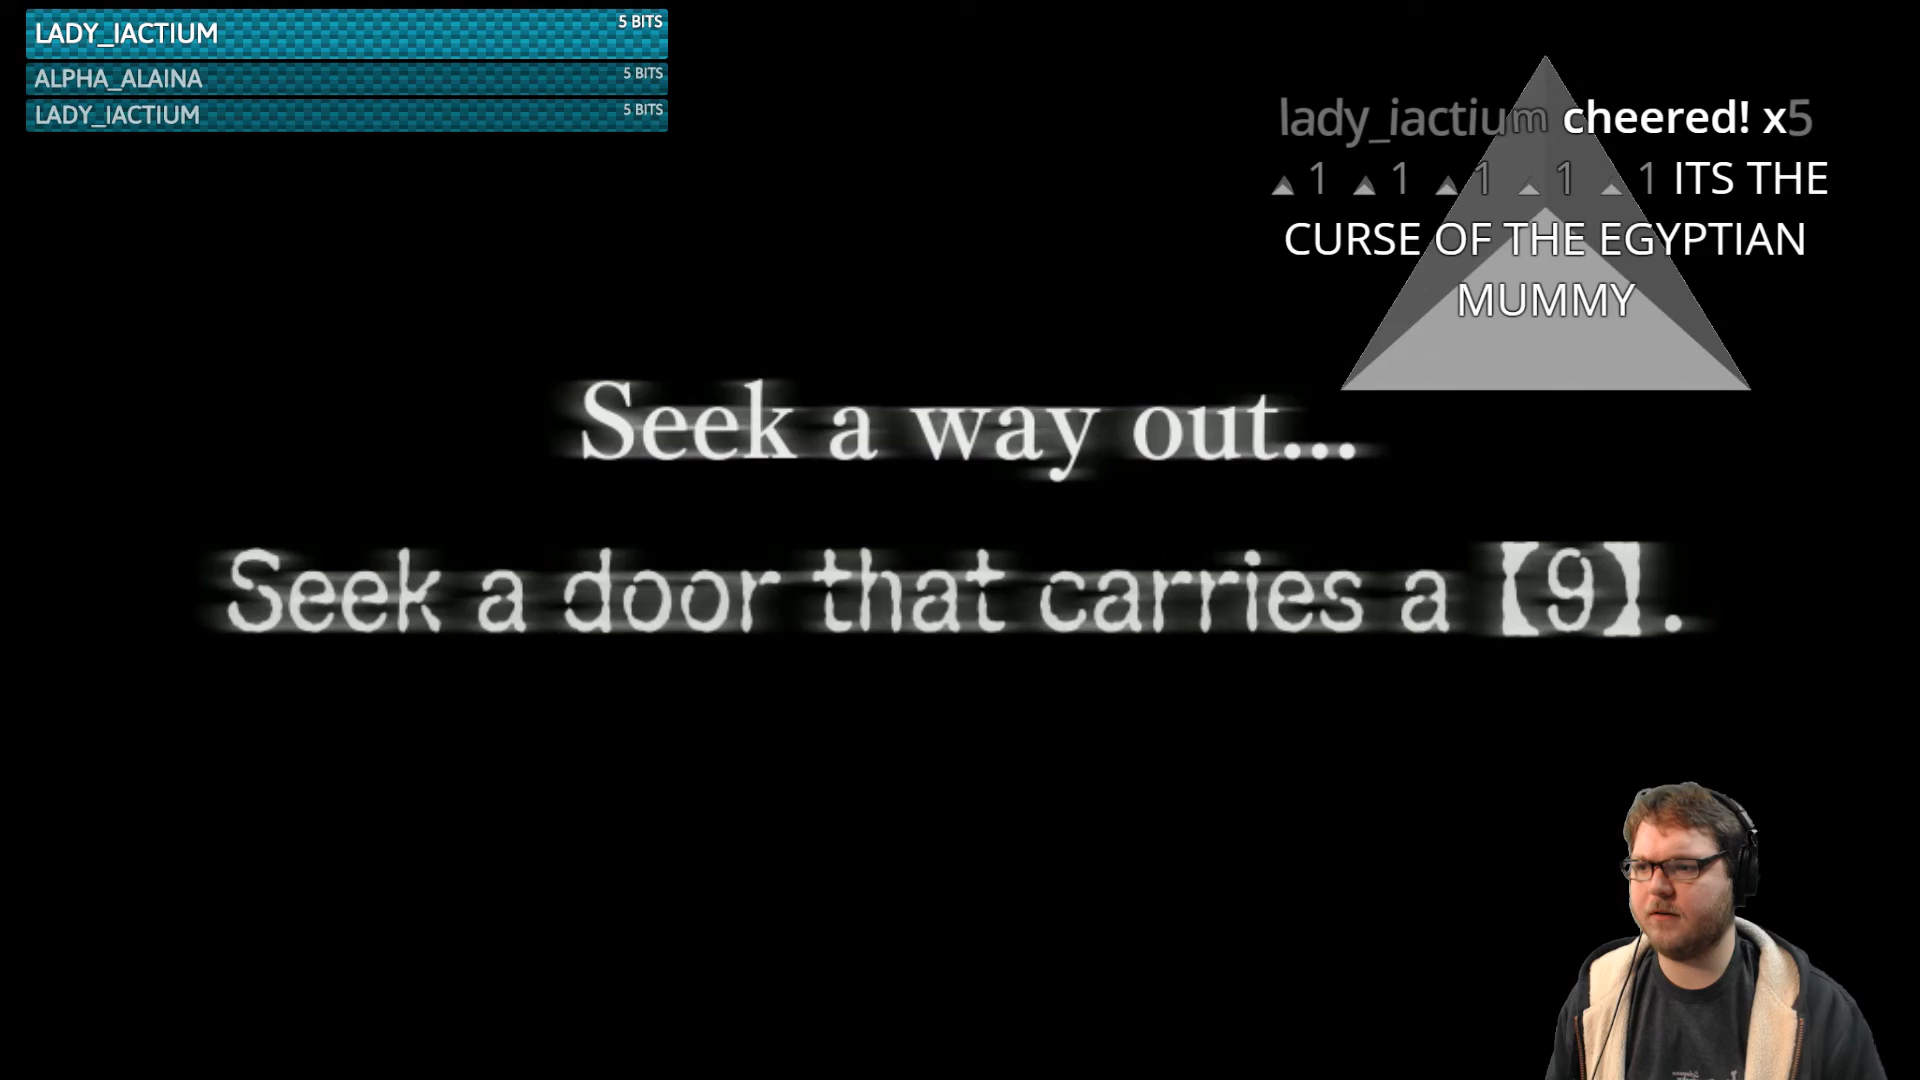 LADY_IACTIUM 5 BITS
ALPHA_ALAINA 5 BITS
LADY_IACTIUM 5 BITS
lady_iactium cheered! x5
1 1 1 1 1 ITS THE
CURSE OF THE EGYPTIAN
MUMMY
Seek a way out...
Seek a door that carries a 【9】.